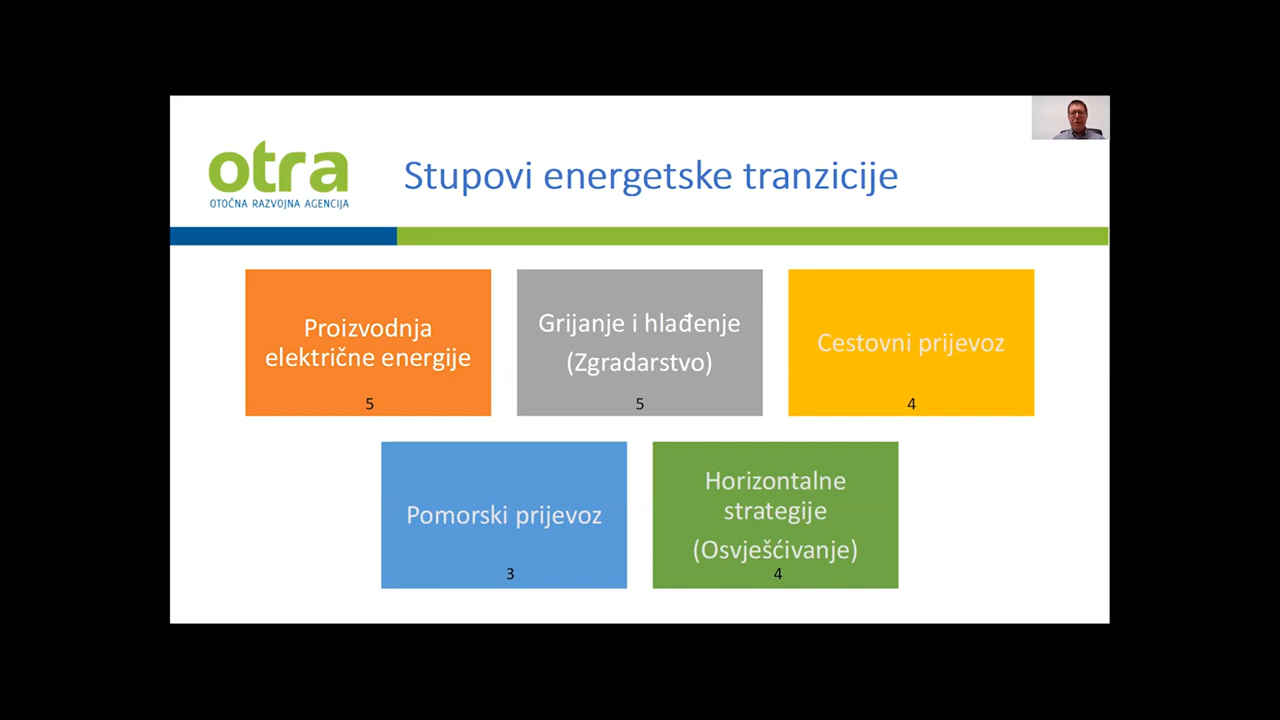 otra
OTOČNA RAZVOJNA AGENCIJA
Stupovi energetske tranzicije
Proizvodnja
električne energije
5
Grijanje i hlađenje
(Zgradarstvo)
5
Cestovni prijevoz
4
Pomorski prijevoz
3
Horizontalne
strategije
(Osvješćivanje)
4